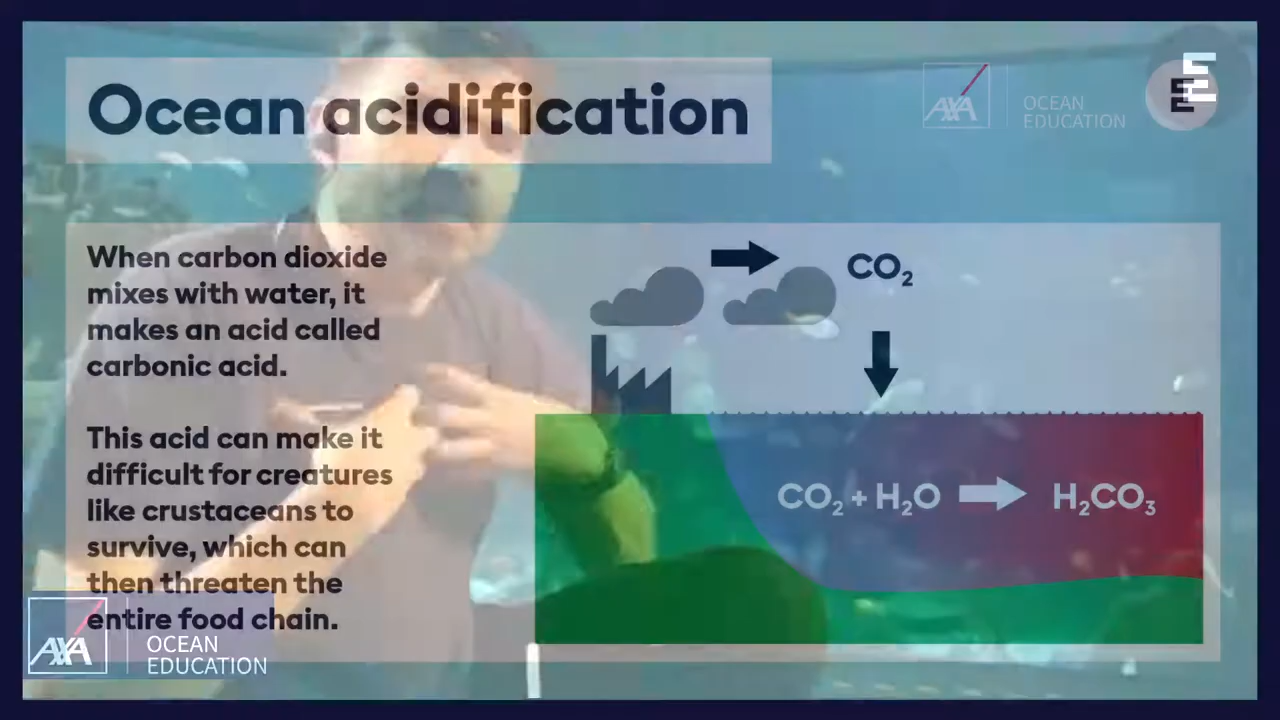 Ocean acidification
AXA
OCEAN
EDUCATION
E
When carbon dioxide
mixes with water, it
makes an acid called
carbonic acid.
This acid can make it
difficult for creatures
like crustaceans to
survive, which can
then threaten the
entire food chain.
CO₂
CO₂ + H₂O → H₂CO₃
AXA
OCEAN
EDUCATION